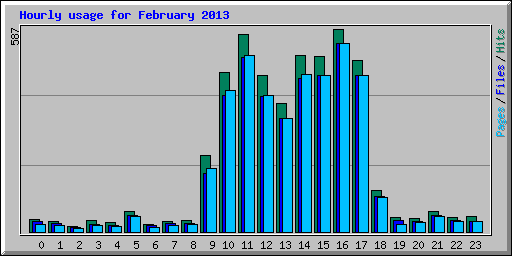 Hourly usage for February 2013
587
Pages / Files / Hits
0 1 2 3 4 5 6 7 8 9 10 11 12 13 14 15 16 17 18 19 20 21 22 23